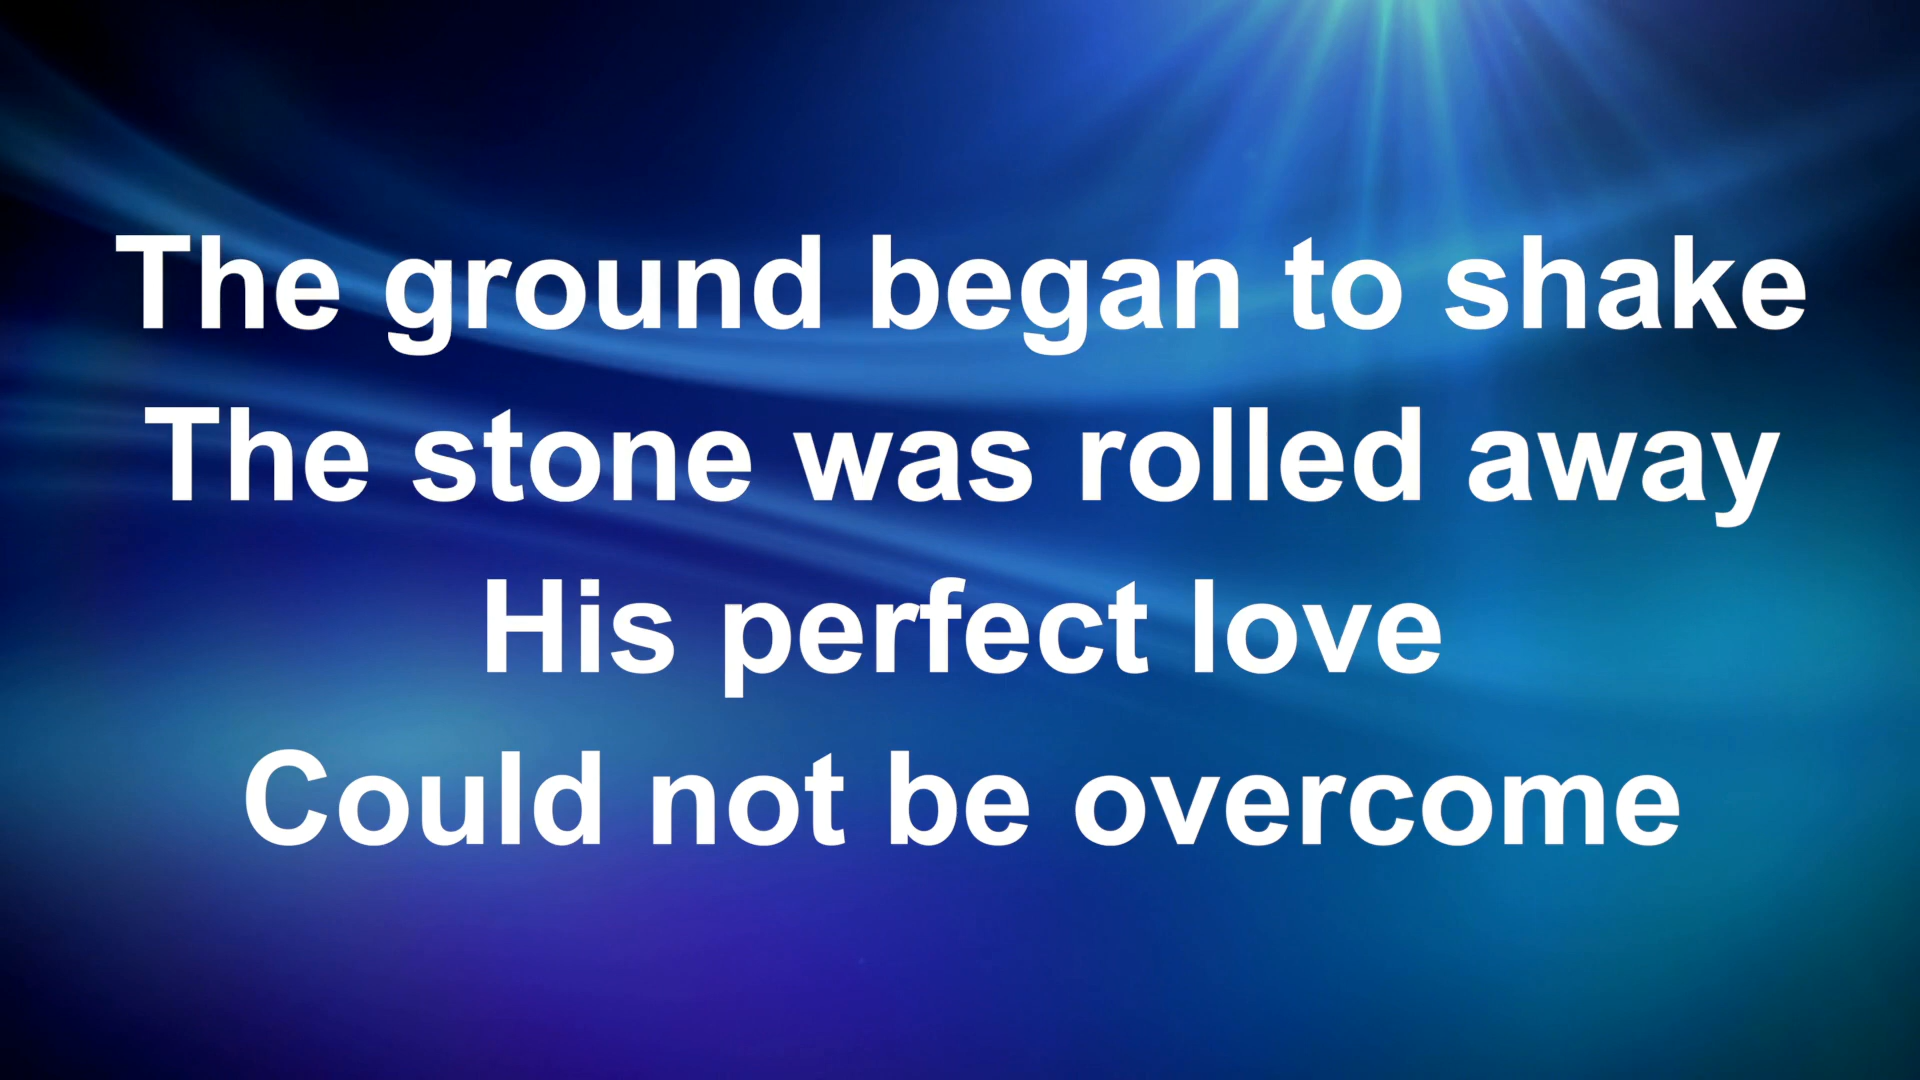 The ground began to shake
The stone was rolled away
His perfect love
Could not be overcome